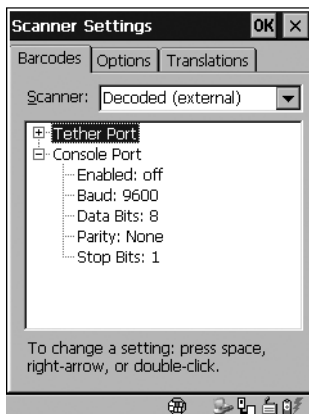 Scanner Settings OK ×
Barcodes Options Translations
Scanner: Decoded (external)
Tether Port
Console Port
Enabled: off
Baud: 9600
Data Bits: 8
Parity: None
Stop Bits: 1
To change a setting: press space,
right-arrow, or double-click.